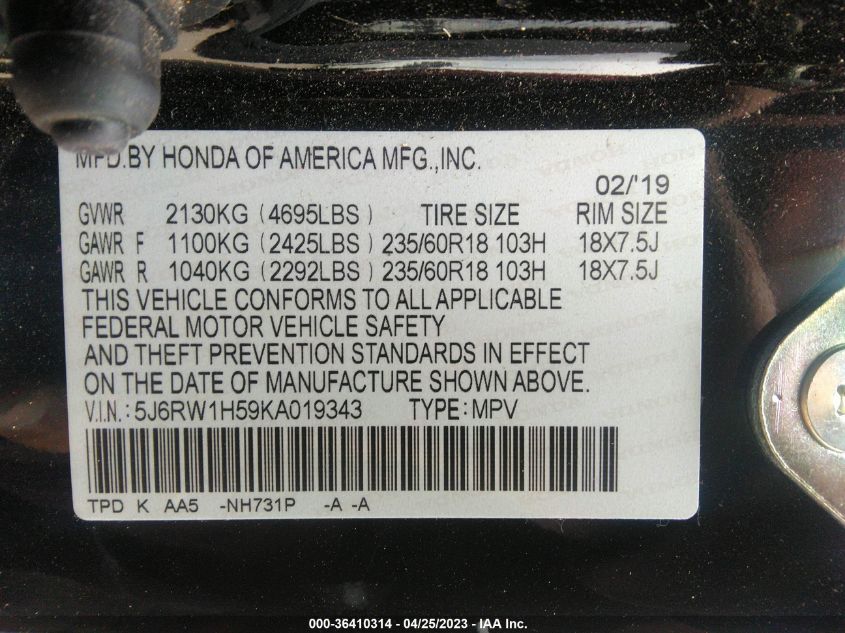 MFD.BY HONDA OF AMERICA MFG.,INC.
02/'19
GVWR 2130KG (4695LBS) TIRE SIZE RIM SIZE
GAWR F 1100KG (2425LBS) 235/60R18 103H 18X7.5J
GAWR R 1040KG (2292LBS) 235/60R18 103H 18X7.5J
THIS VEHICLE CONFORMS TO ALL APPLICABLE
FEDERAL MOTOR VEHICLE SAFETY
AND THEFT PREVENTION STANDARDS IN EFFECT
ON THE DATE OF MANUFACTURE SHOWN ABOVE.
V.I.N.: 5J6RW1H59KA019343 TYPE: MPV
TPD K AA5 -NH731P -A -A
000-36410314 - 04/25/2023 - IAA Inc.